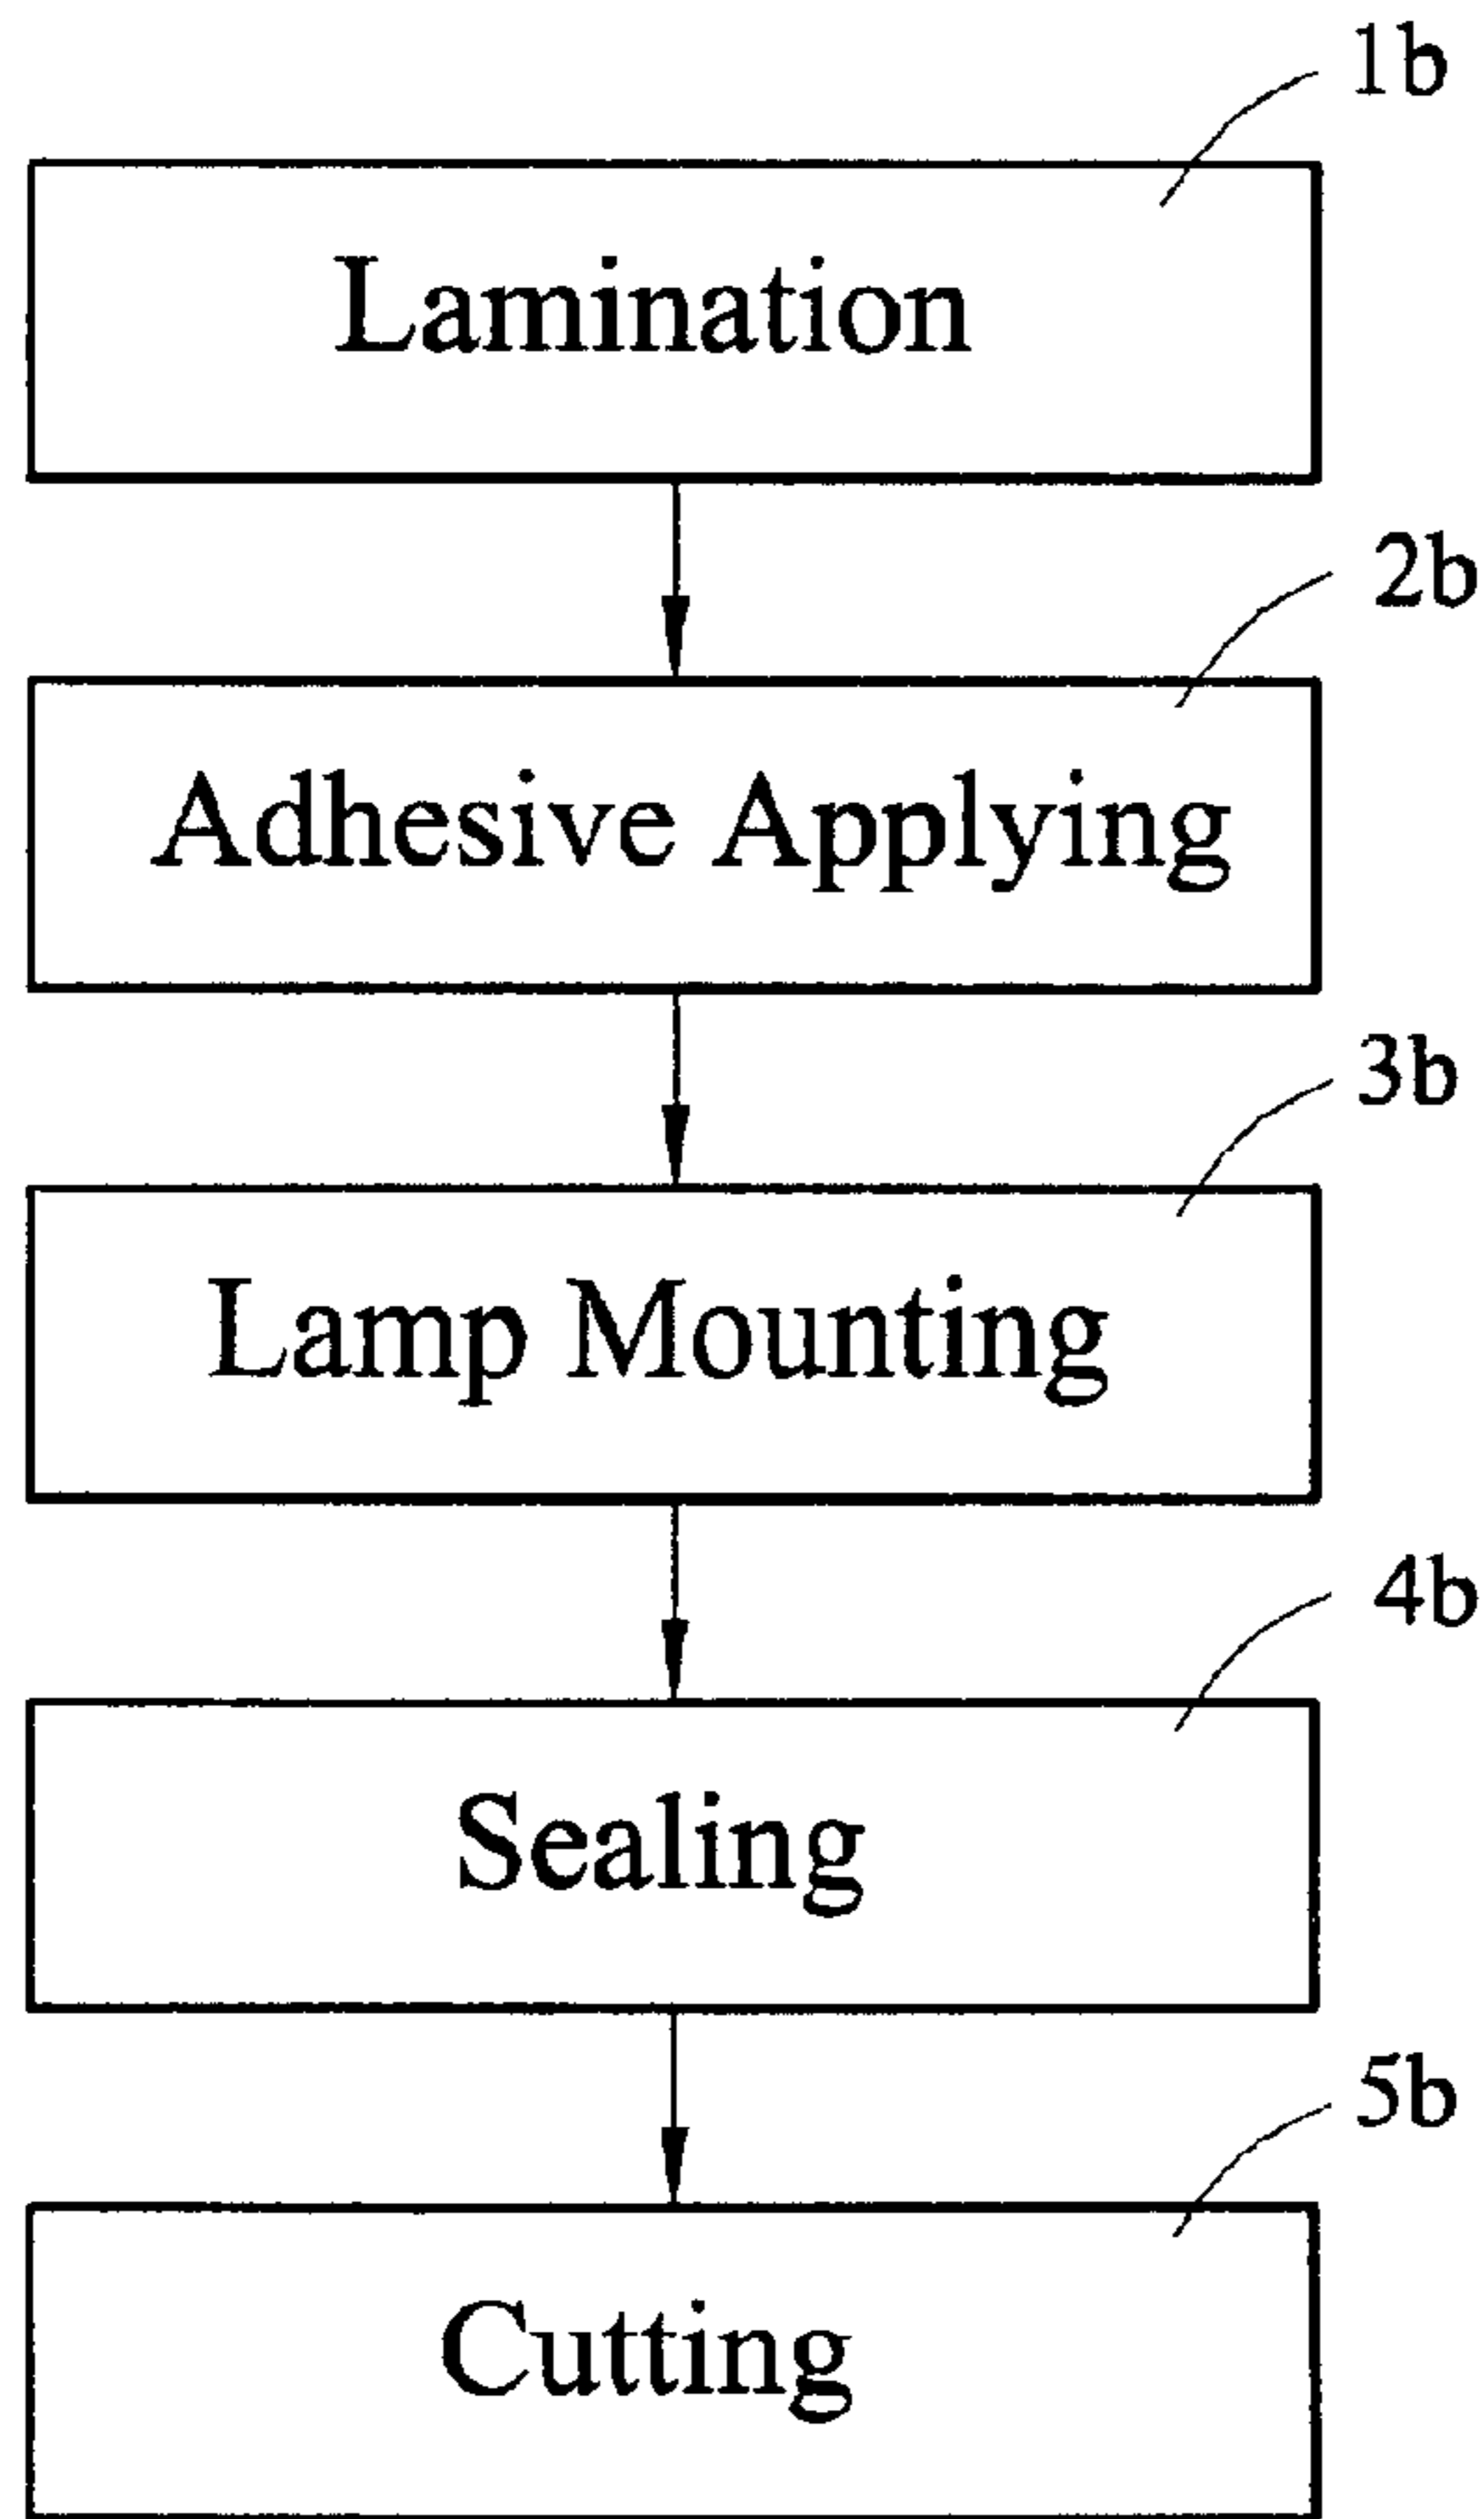 1b
Lamination
2b
Adhesive Applying
3b
Lamp Mounting
4b
Sealing
5b
Cutting